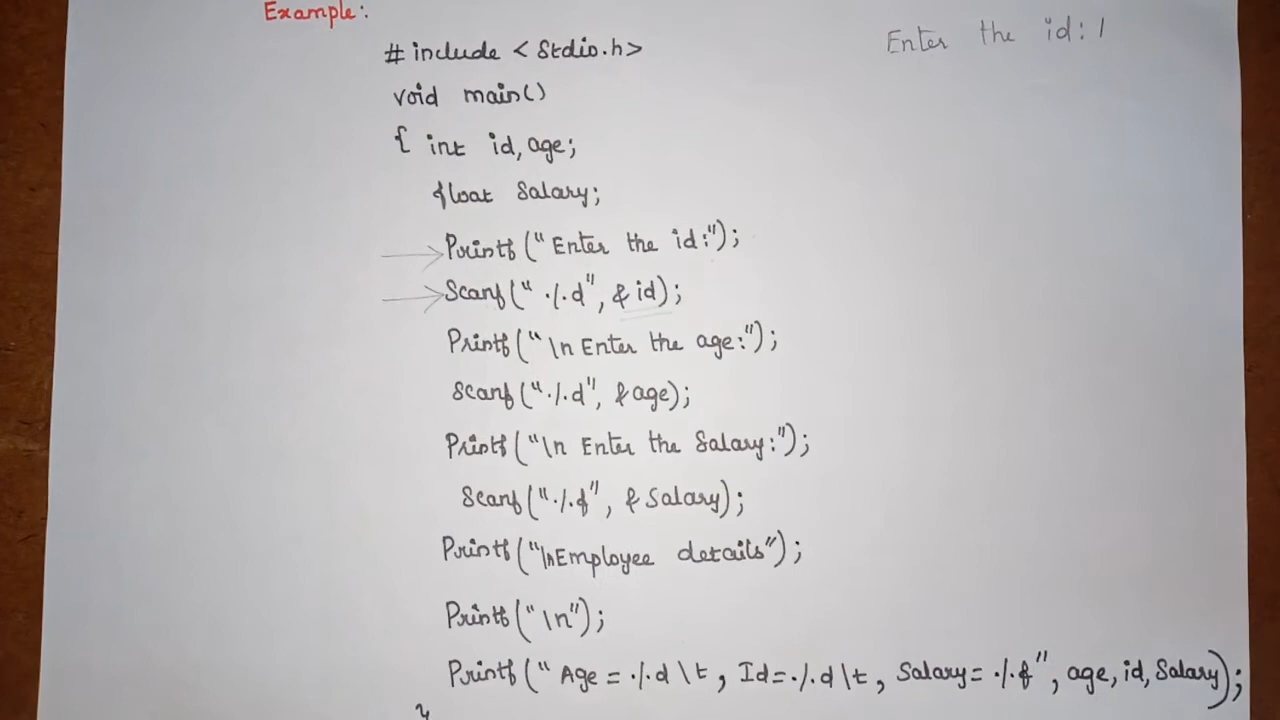 Example:
# include < Stdio.h>
Enter the id: 1
void main()
{ int id, age;
float Salary;
Printf ("Enter the id:");
Scanf (" %d", & id);
Printf ("\n Enter the age:");
Scanf ("%d", & age);
Printf ("\n Enter the Salary:");
Scanf ("%f", & Salary);
Printf ("\nEmployee details");
Printf ("\n");
Printf (" Age = %d \t, Id = %d \t, Salary = %f", age, id, Salary);
}